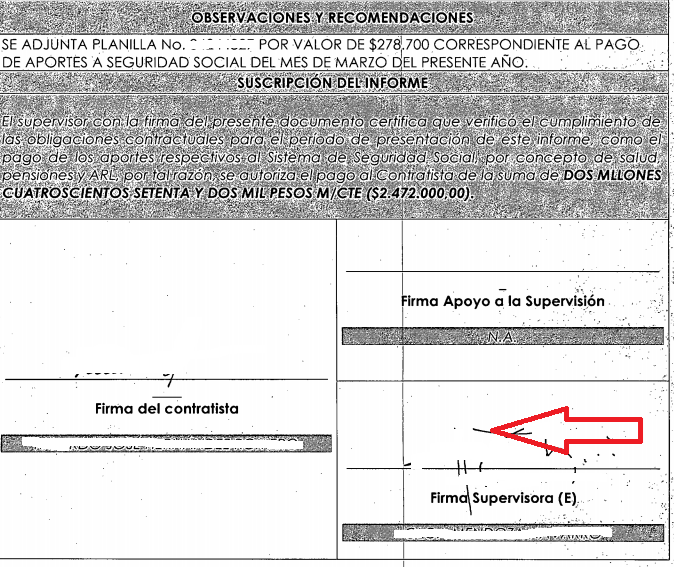 OBSERVACIONES Y RECOMENDACIONES
SE ADJUNTA PLANILLA No. POR VALOR DE $278.700 CORRESPONDIENTE AL PAGO
DE APORTES A SEGURIDAD SOCIAL DEL MES DE MARZO DEL PRESENTE AÑO.
SUSCRIPCIÓN DEL INFORME
El supervisor con la firma del presente documento certifica que verificó el cumplimiento de
las obligaciones contractuales para el periodo de presentación de este informe, como el
pago de los aportes respectivos al Sistema de Seguridad Social, por concepto de salud,
pensiones y ARL, por tal razón, se autoriza el pago al Contratista de la suma de DOS MLLONES
CUATROSCIENTOS SETENTA Y DOS MIL PESOS M/CTE ($2.472.000,00).
Firma Apoyo a la Supervisión
N.A.
Firma del contratista
Firma Supervisora (E)